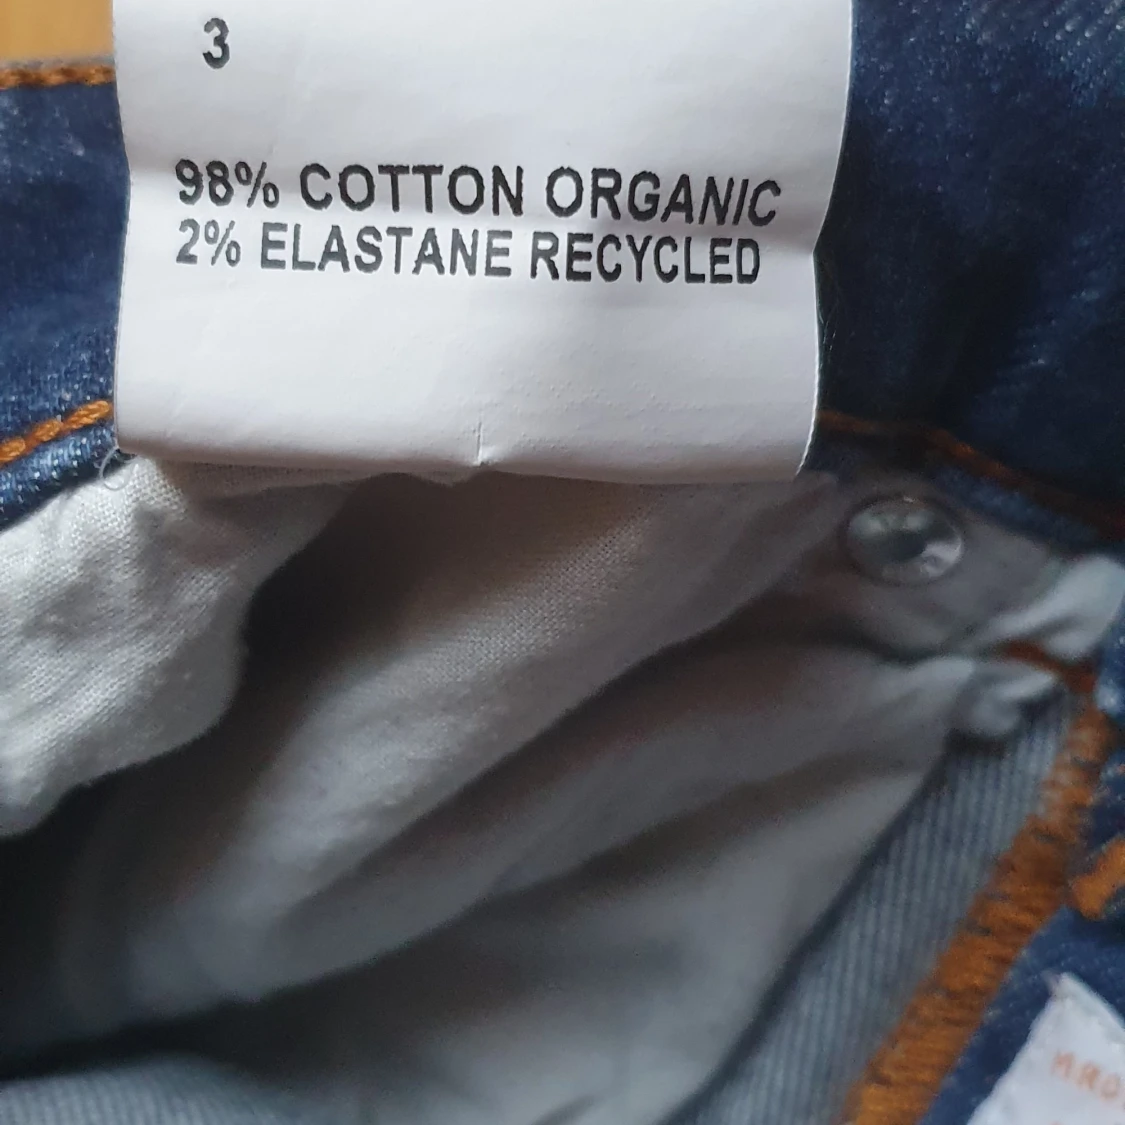 3
98% COTTON ORGANIC
2% ELASTANE RECYCLED